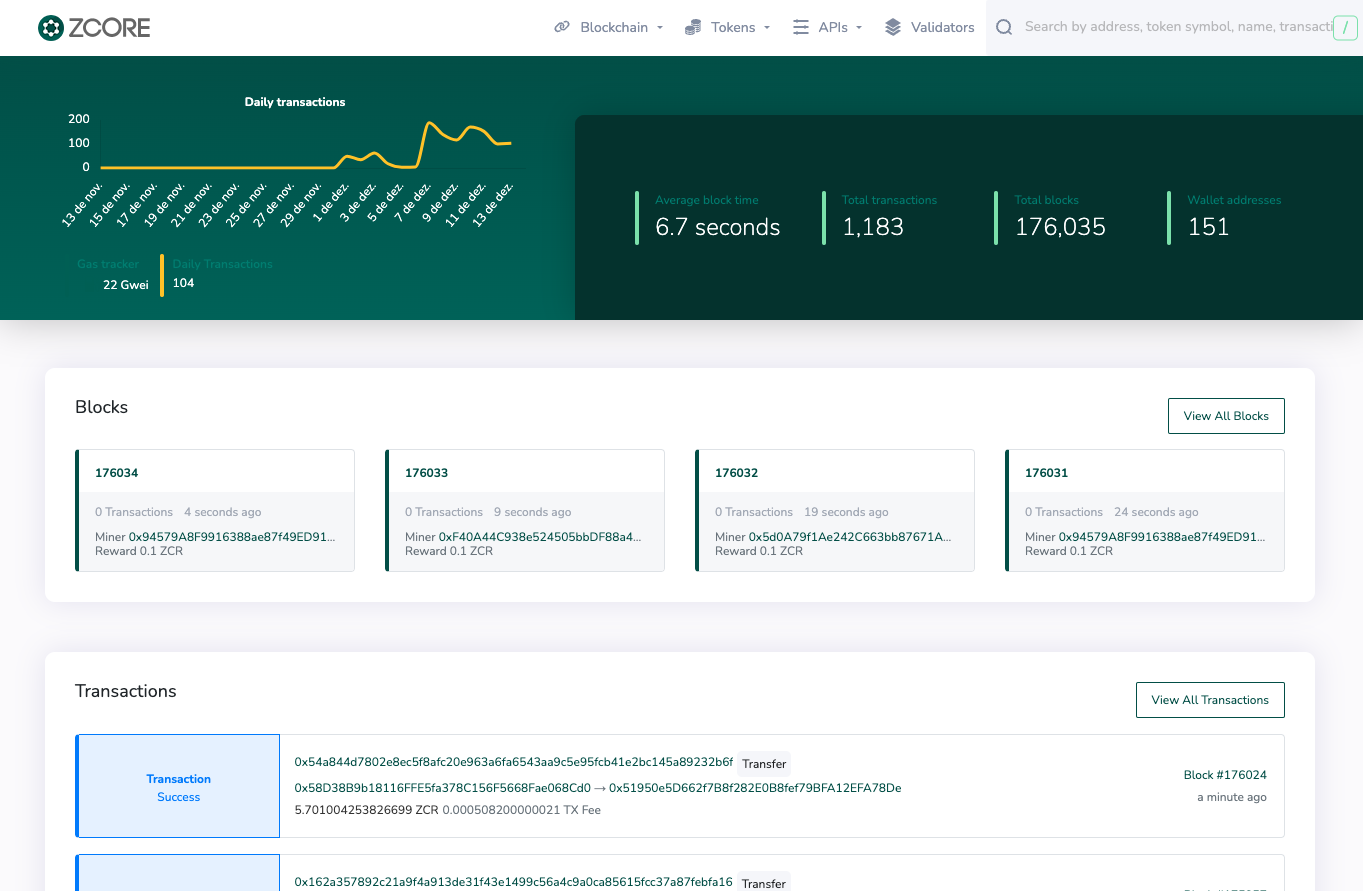 ZCORE
Blockchain
Tokens
APIs
Validators
Search by address, token symbol, name, transacti
/
Daily transactions
200
100
0
13 de nov.
15 de nov.
17 de nov.
19 de nov.
21 de nov.
23 de nov.
25 de nov.
27 de nov.
29 de nov.
1 de dez.
3 de dez.
5 de dez.
7 de dez.
9 de dez.
11 de dez.
13 de dez.
Gas tracker
22 Gwei
Daily Transactions
104
Average block time
6.7 seconds
Total transactions
1,183
Total blocks
176,035
Wallet addresses
151
Blocks
View All Blocks
176034
0 Transactions 4 seconds ago
Miner 0x94579A8F9916388ae87f49ED91...
Reward 0.1 ZCR
176033
0 Transactions 9 seconds ago
Miner 0xF40A44C938e524505bbDF88a4...
Reward 0.1 ZCR
176032
0 Transactions 19 seconds ago
Miner 0x5d0A79f1Ae242C663bb87671A...
Reward 0.1 ZCR
176031
0 Transactions 24 seconds ago
Miner 0x94579A8F9916388ae87f49ED91...
Reward 0.1 ZCR
Transactions
View All Transactions
Transaction
Success
0x54a844d7802e8ec5f8afc20e963a6fa6543aa9c5e95fcb41e2bc145a89232b6f Transfer
0x58D38B9b18116FFE5fa378C156F5668Fae068Cd0 → 0x51950e5D662f7B8f282E0B8fef79BFA12EFA78De
5.701004253826699 ZCR 0.000508200000021 TX Fee
Block #176024
a minute ago
0x162a357892c21a9f4a913de31f43e1499c56a4c9a0ca85615fcc37a87febfa16 Transfer